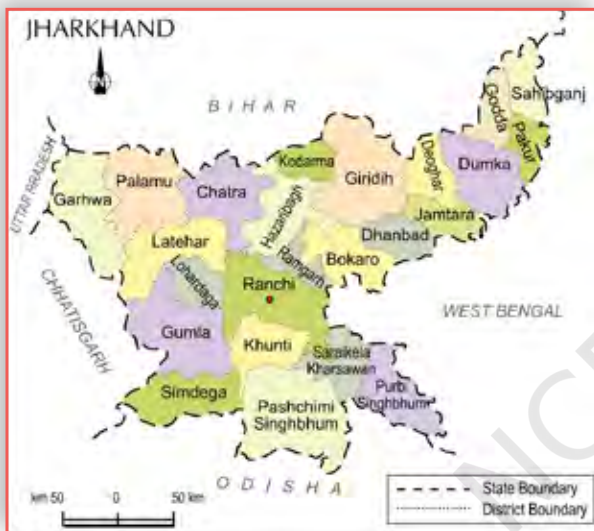 JHARKHAND
N
BIHAR
UTTAR PRADESH
CHHATISGARH
WEST BENGAL
ODISHA
Sahibganj
Godda
Pakur
Dumka
Deoghar
Jamtara
Kodarma
Giridih
Dhanbad
Bokaro
Hazaribagh
Ramgarh
Chatra
Palamu
Garhwa
Latehar
Lohardaga
Ranchi
Gumla
Khunti
Saraikela
Kharsawan
Purbi
Singhbhum
Simdega
Pashchimi
Singhbhum
km 50 0 50 km
State Boundary
District Boundary
NCE